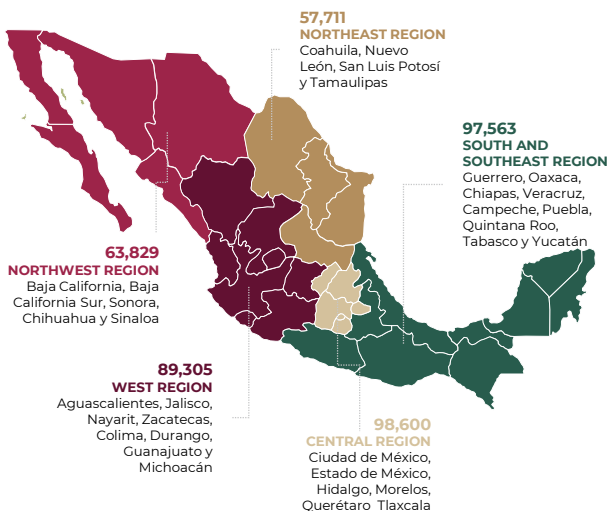 57,711
NORTHEAST REGION
Coahuila, Nuevo
León, San Luis Potosí
y Tamaulipas
97,563
SOUTH AND
SOUTHEAST REGION
Guerrero, Oaxaca,
Chiapas, Veracruz,
Campeche, Puebla,
Quintana Roo,
Tabasco y Yucatán
63,829
NORTHWEST REGION
Baja California, Baja
California Sur, Sonora,
Chihuahua y Sinaloa
89,305
WEST REGION
Aguascalientes, Jalisco,
Nayarit, Zacatecas,
Colima, Durango,
Guanajuato y
Michoacán
98,600
CENTRAL REGION
Ciudad de México,
Estado de México,
Hidalgo, Morelos,
Querétaro Tlaxcala